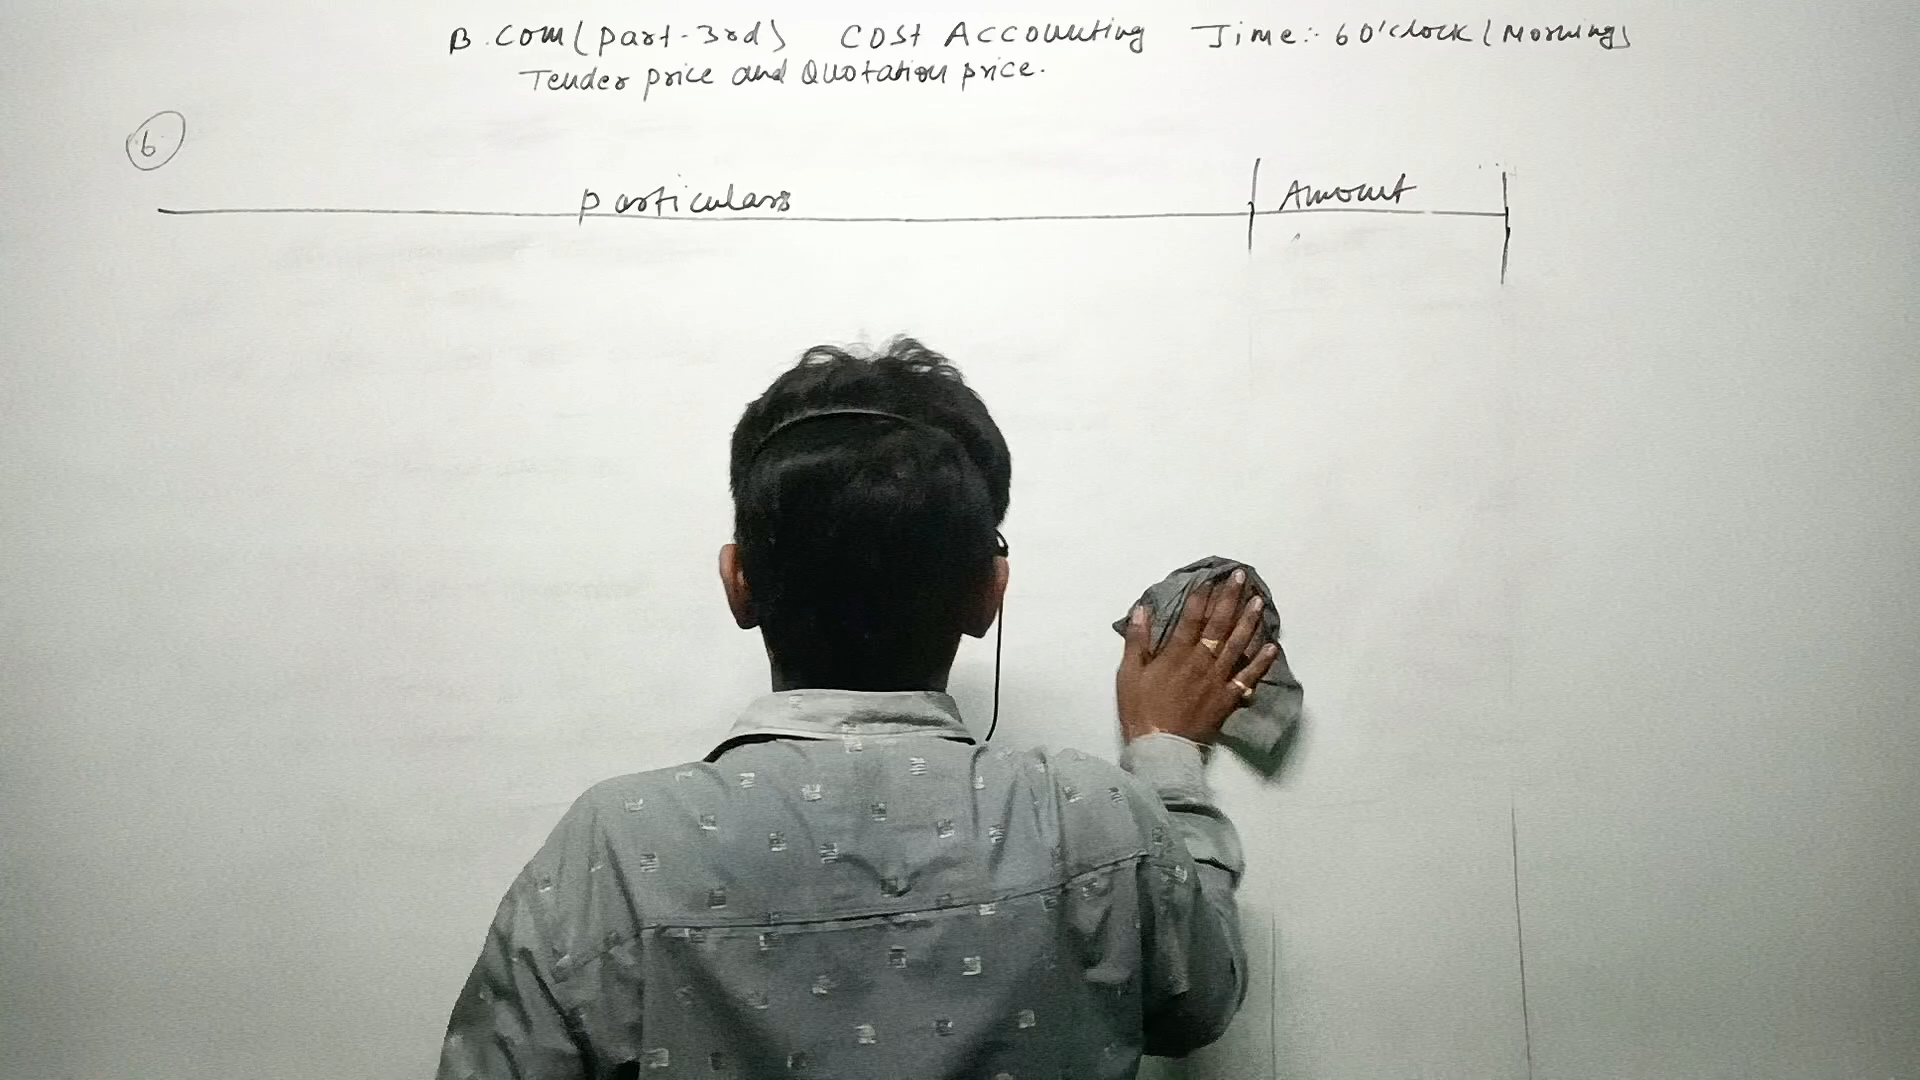 B.Com (Part-3rd) Cost Accounting Time:- 6 O'clock (Morning)
Tender price and Quotation price.
6
Particulars Amount